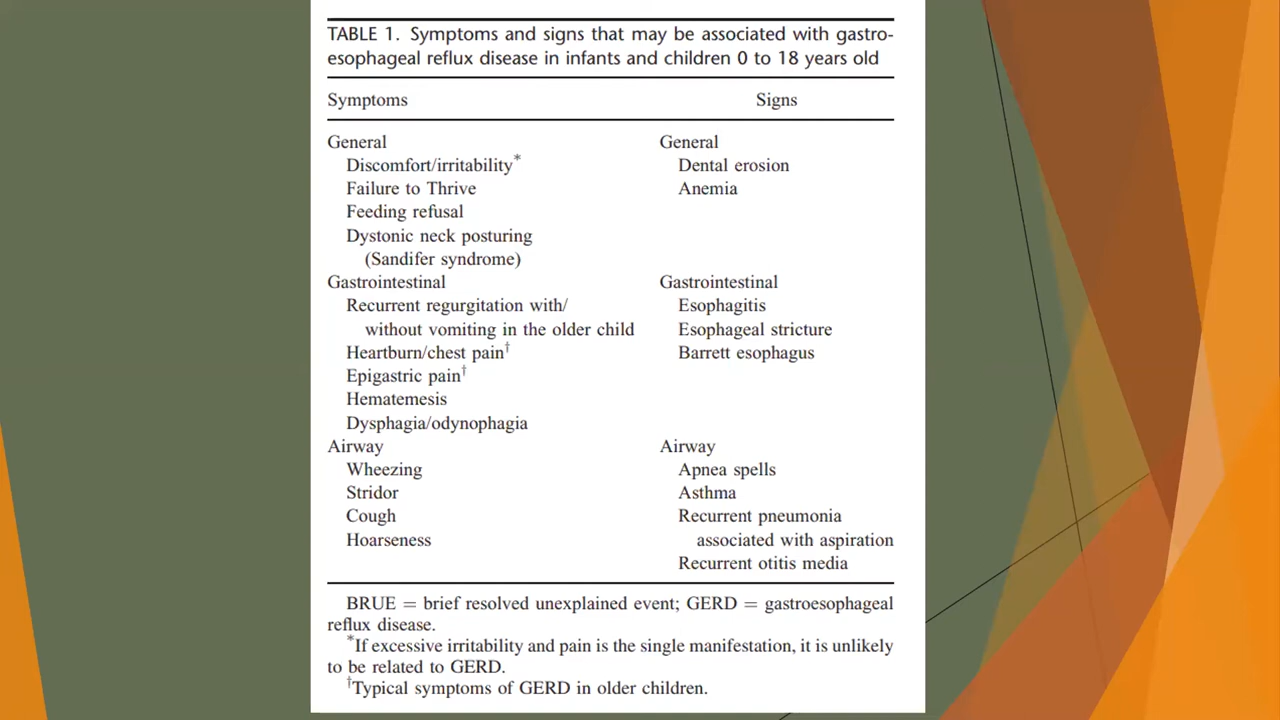 TABLE 1. Symptoms and signs that may be associated with gastro-
esophageal reflux disease in infants and children 0 to 18 years old
Symptoms Signs
General General
Discomfort/irritability* Dental erosion
Failure to Thrive Anemia
Feeding refusal
Dystonic neck posturing
(Sandifer syndrome)
Gastrointestinal Gastrointestinal
Recurrent regurgitation with/ Esophagitis
without vomiting in the older child Esophageal stricture
Heartburn/chest pain† Barrett esophagus
Epigastric pain†
Hematemesis
Dysphagia/odynophagia
Airway Airway
Wheezing Apnea spells
Stridor Asthma
Cough Recurrent pneumonia
Hoarseness associated with aspiration
Recurrent otitis media
BRUE = brief resolved unexplained event; GERD = gastroesophageal
reflux disease.
*If excessive irritability and pain is the single manifestation, it is unlikely
to be related to GERD.
†Typical symptoms of GERD in older children.